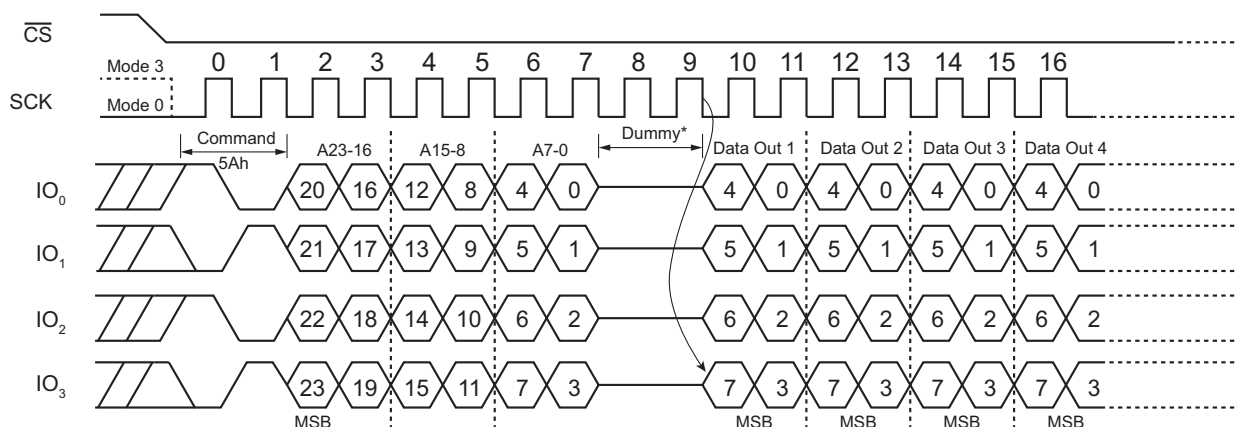 CS
Mode 3
0 1 2 3 4 5 6 7 8 9 10 11 12 13 14 15 16
SCK
Mode 0
Command
5Ah
A23-16 A15-8 A7-0 Dummy* Data Out 1 Data Out 2 Data Out 3 Data Out 4
IO0 20 16 12 8 4 0 4 0 4 0 4 0 4 0
IO1 21 17 13 9 5 1 5 1 5 1 5 1 5 1
IO2 22 18 14 10 6 2 6 2 6 2 6 2 6 2
IO3 23 19 15 11 7 3 7 3 7 3 7 3 7 3
MSB MSB MSB MSB MSB